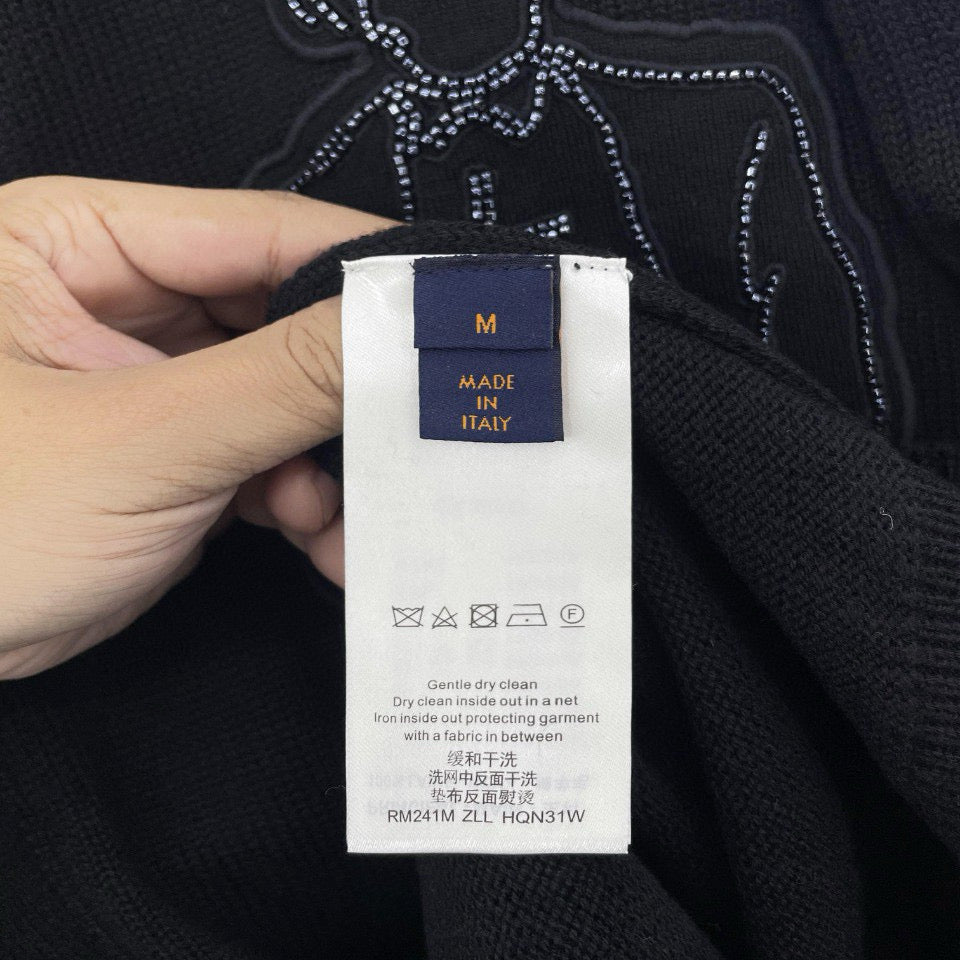 M
MADE
IN
ITALY
F
Gentle dry clean
Dry clean inside out in a net
Iron inside out protecting garment
with a fabric in between
缓和干洗
洗网中反面干洗
垫布反面熨烫
RM241M ZLL HQN31W